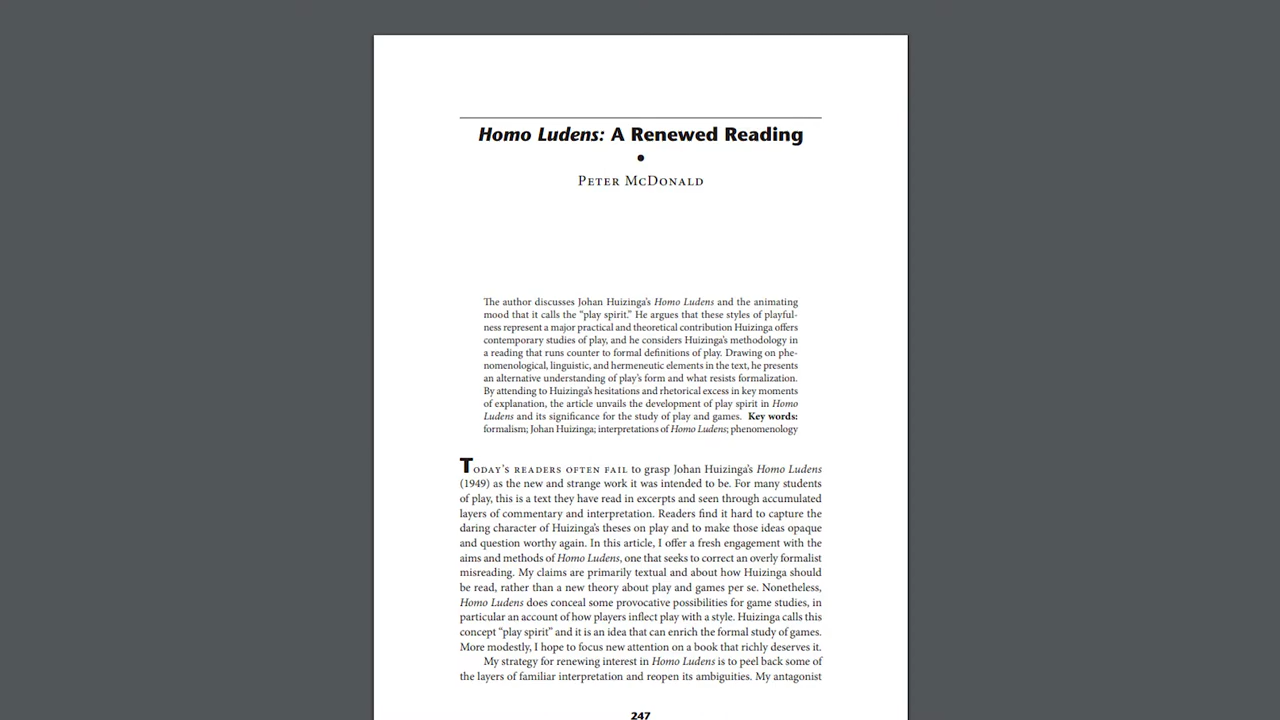 Homo Ludens: A Renewed Reading
•
Peter McDonald
The author discusses Johan Huizinga's Homo Ludens and the animating
mood that it calls the "play spirit." He argues that these styles of playful-
ness represent a major practical and theoretical contribution Huizinga offers
contemporary studies of play, and he considers Huizinga's methodology in
a reading that runs counter to formal definitions of play. Drawing on phe-
nomenological, linguistic, and hermeneutic elements in the text, he presents
an alternative understanding of play's form and what resists formalization.
By attending to Huizinga's hesitations and rhetorical excess in key moments
of explanation, the article unvails the development of play spirit in Homo
Ludens and its significance for the study of play and games. Key words:
formalism; Johan Huizinga; interpretations of Homo Ludens; phenomenology
Today's readers often fail to grasp Johan Huizinga's Homo Ludens
(1949) as the new and strange work it was intended to be. For many students
of play, this is a text they have read in excerpts and seen through accumulated
layers of commentary and interpretation. Readers find it hard to capture the
daring character of Huizinga's theses on play and to make those ideas opaque
and question worthy again. In this article, I offer a fresh engagement with the
aims and methods of Homo Ludens, one that seeks to correct an overly formalist
misreading. My claims are primarily textual and about how Huizinga should
be read, rather than a new theory about play and games per se. Nonetheless,
Homo Ludens does conceal some provocative possibilities for game studies, in
particular an account of how players inflect play with a style. Huizinga calls this
concept "play spirit" and it is an idea that can enrich the formal study of games.
More modestly, I hope to focus new attention on a book that richly deserves it.
My strategy for renewing interest in Homo Ludens is to peel back some of
the layers of familiar interpretation and reopen its ambiguities. My antagonist
247